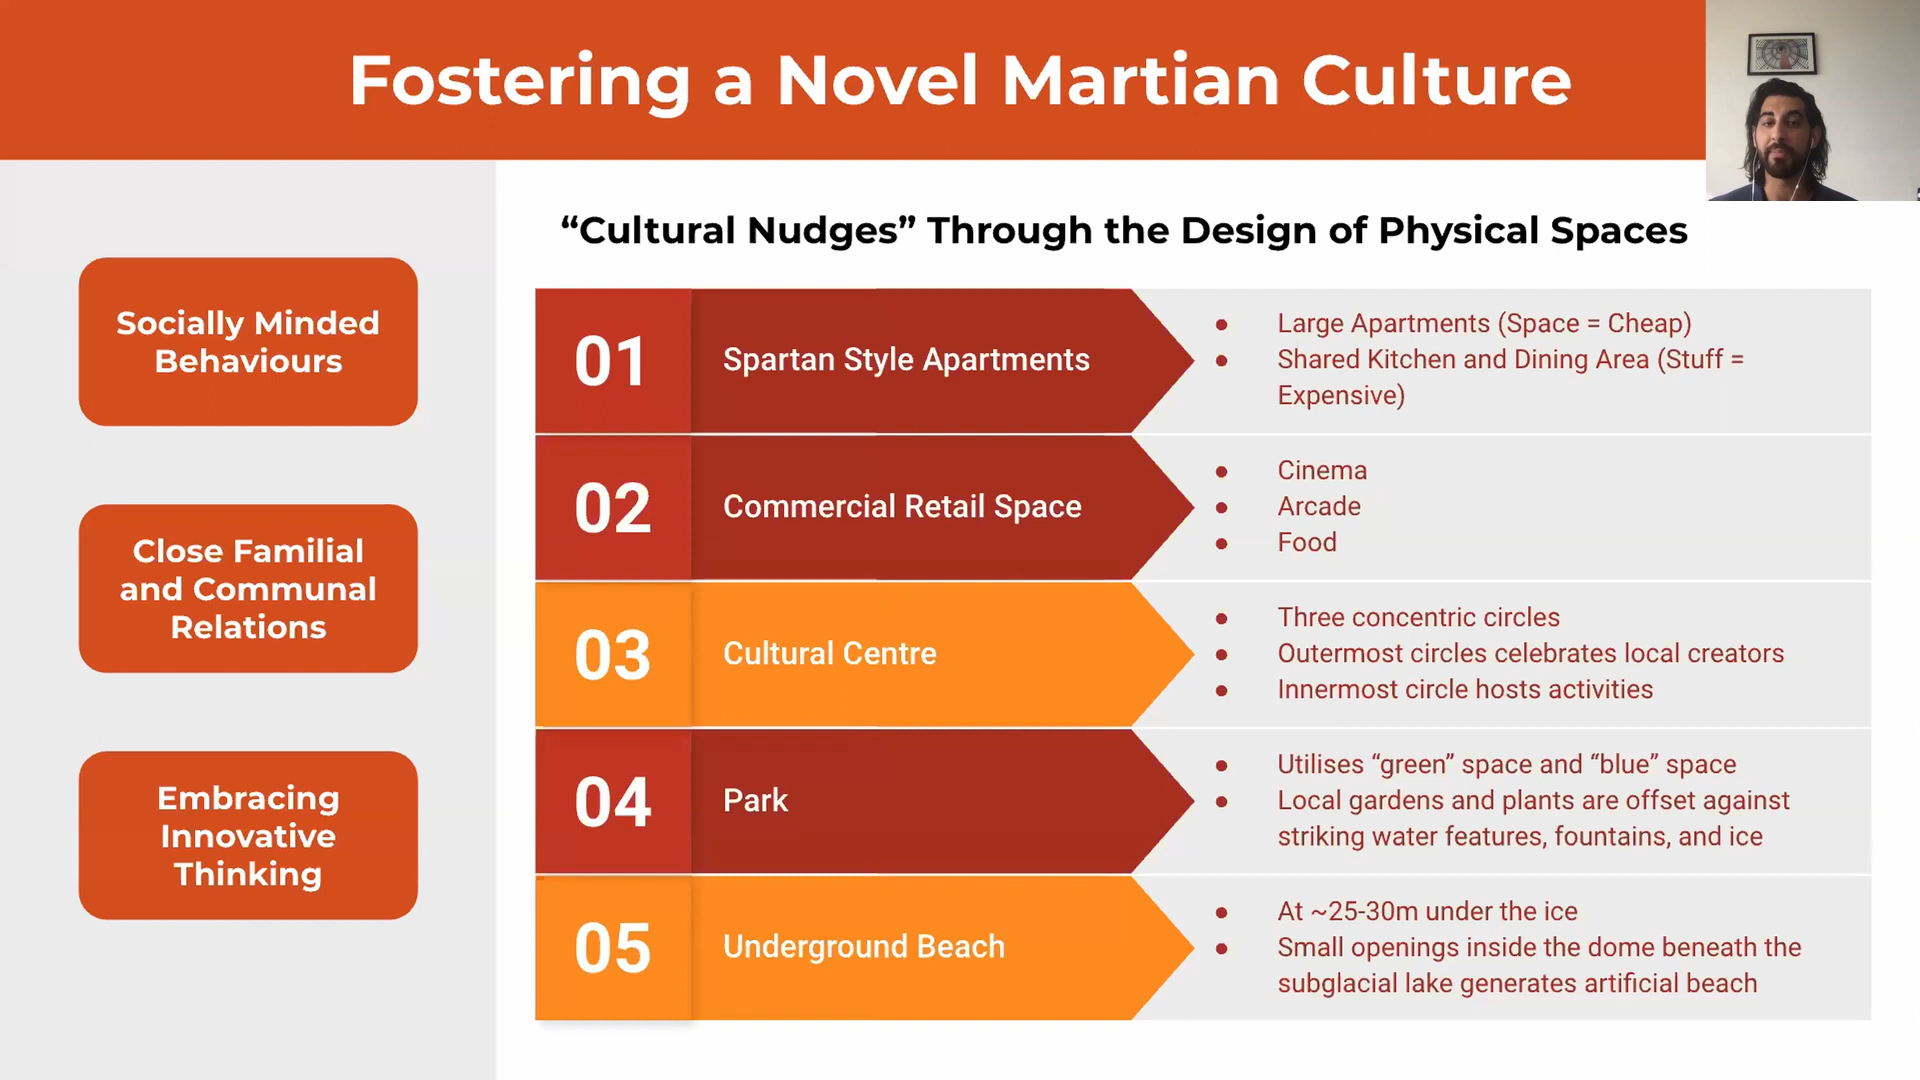 Fostering a Novel Martian Culture
Socially Minded
Behaviours
Close Familial
and Communal
Relations
Embracing
Innovative
Thinking
“Cultural Nudges” Through the Design of Physical Spaces
01
Spartan Style Apartments
● Large Apartments (Space = Cheap)
● Shared Kitchen and Dining Area (Stuff =
Expensive)
02
Commercial Retail Space
● Cinema
● Arcade
● Food
03
Cultural Centre
● Three concentric circles
● Outermost circles celebrates local creators
● Innermost circle hosts activities
04
Park
● Utilises “green” space and “blue” space
● Local gardens and plants are offset against
striking water features, fountains, and ice
05
Underground Beach
● At ~25-30m under the ice
● Small openings inside the dome beneath the
subglacial lake generates artificial beach